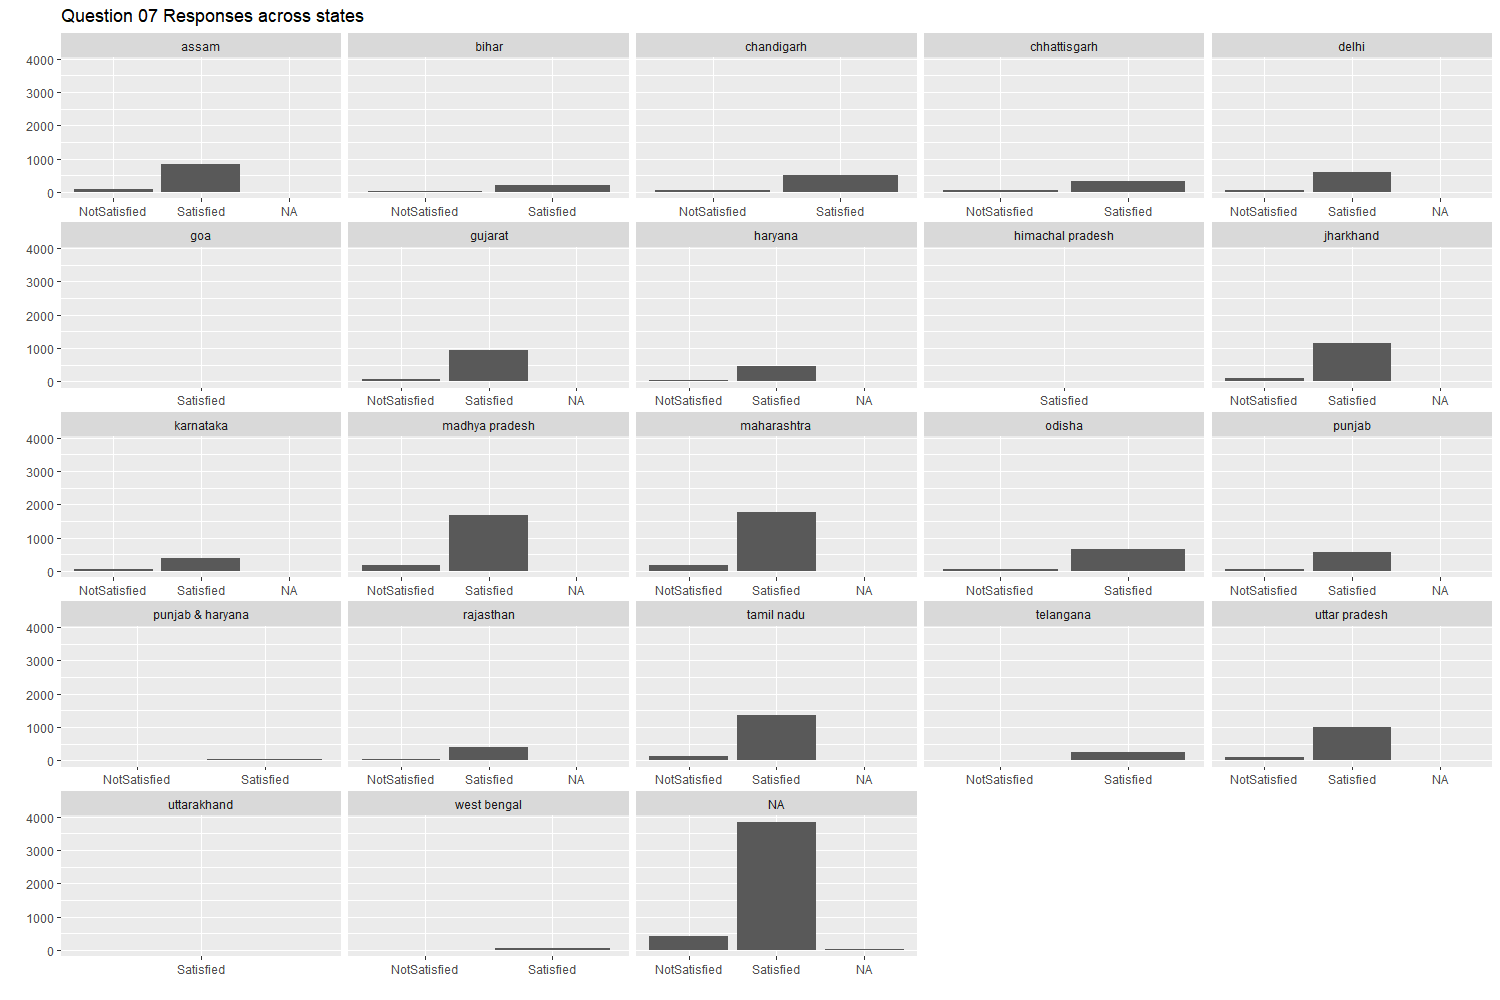 Question 07 Responses across states
assam bihar chandigarh chhattisgarh delhi
4000
3000
2000
1000
0
NotSatisfied Satisfied NA NotSatisfied Satisfied NotSatisfied Satisfied NotSatisfied Satisfied NotSatisfied Satisfied NA
goa gujarat haryana himachal pradesh jharkhand
4000
3000
2000
1000
0
Satisfied NotSatisfied Satisfied NA NotSatisfied Satisfied NA Satisfied NotSatisfied Satisfied NA
karnataka madhya pradesh maharashtra odisha punjab
4000
3000
2000
1000
0
NotSatisfied Satisfied NA NotSatisfied Satisfied NA NotSatisfied Satisfied NA NotSatisfied Satisfied NotSatisfied Satisfied NA
punjab & haryana rajasthan tamil nadu telangana uttar pradesh
4000
3000
2000
1000
0
NotSatisfied Satisfied NotSatisfied Satisfied NA NotSatisfied Satisfied NA NotSatisfied Satisfied NotSatisfied Satisfied NA
uttarakhand west bengal NA
4000
3000
2000
1000
0
Satisfied NotSatisfied Satisfied NotSatisfied Satisfied NA